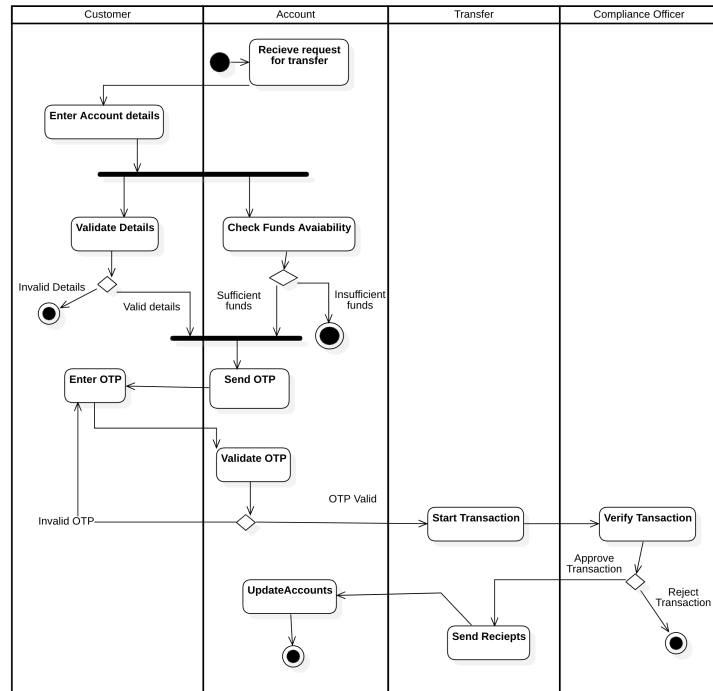 Customer
Account
Transfer
Compliance Officer
Recieve request
for transfer
Enter Account details
Validate Details
Check Funds Avaiability
Invalid Details
Valid details
Sufficient
funds
Insufficient
funds
Enter OTP
Send OTP
Validate OTP
OTP Valid
Invalid OTP
Start Transaction
Verify Tansaction
Approve
Transaction
Reject
Transaction
UpdateAccounts
Send Reciepts